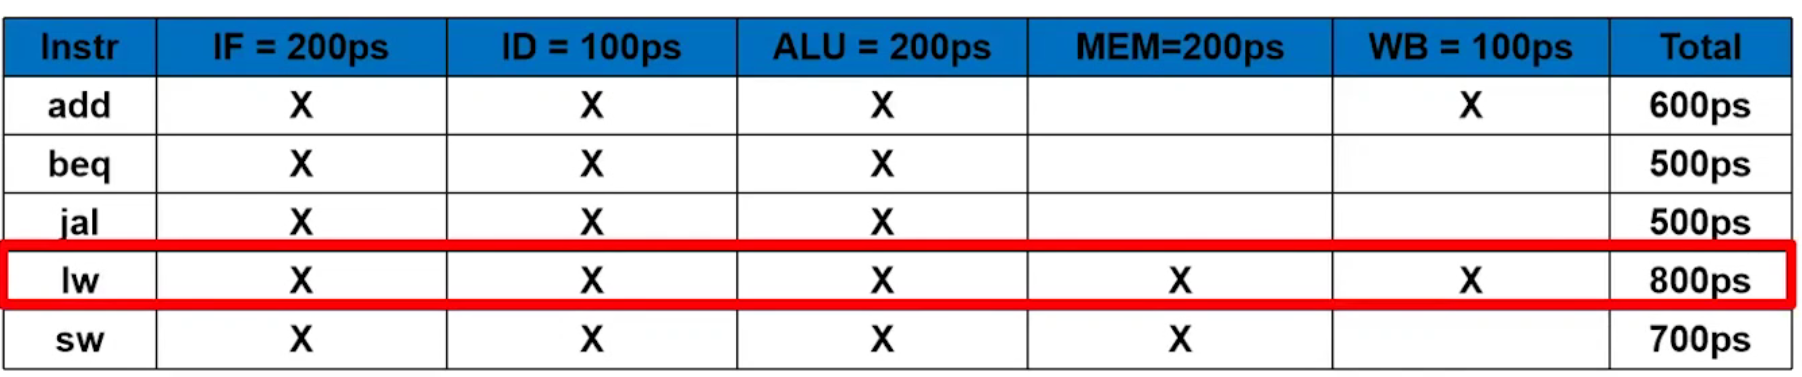 Instr IF = 200ps ID = 100ps ALU = 200ps MEM=200ps WB = 100ps Total
add X X X X 600ps
beq X X X 500ps
jal X X X 500ps
lw X X X X X 800ps
sw X X X X 700ps